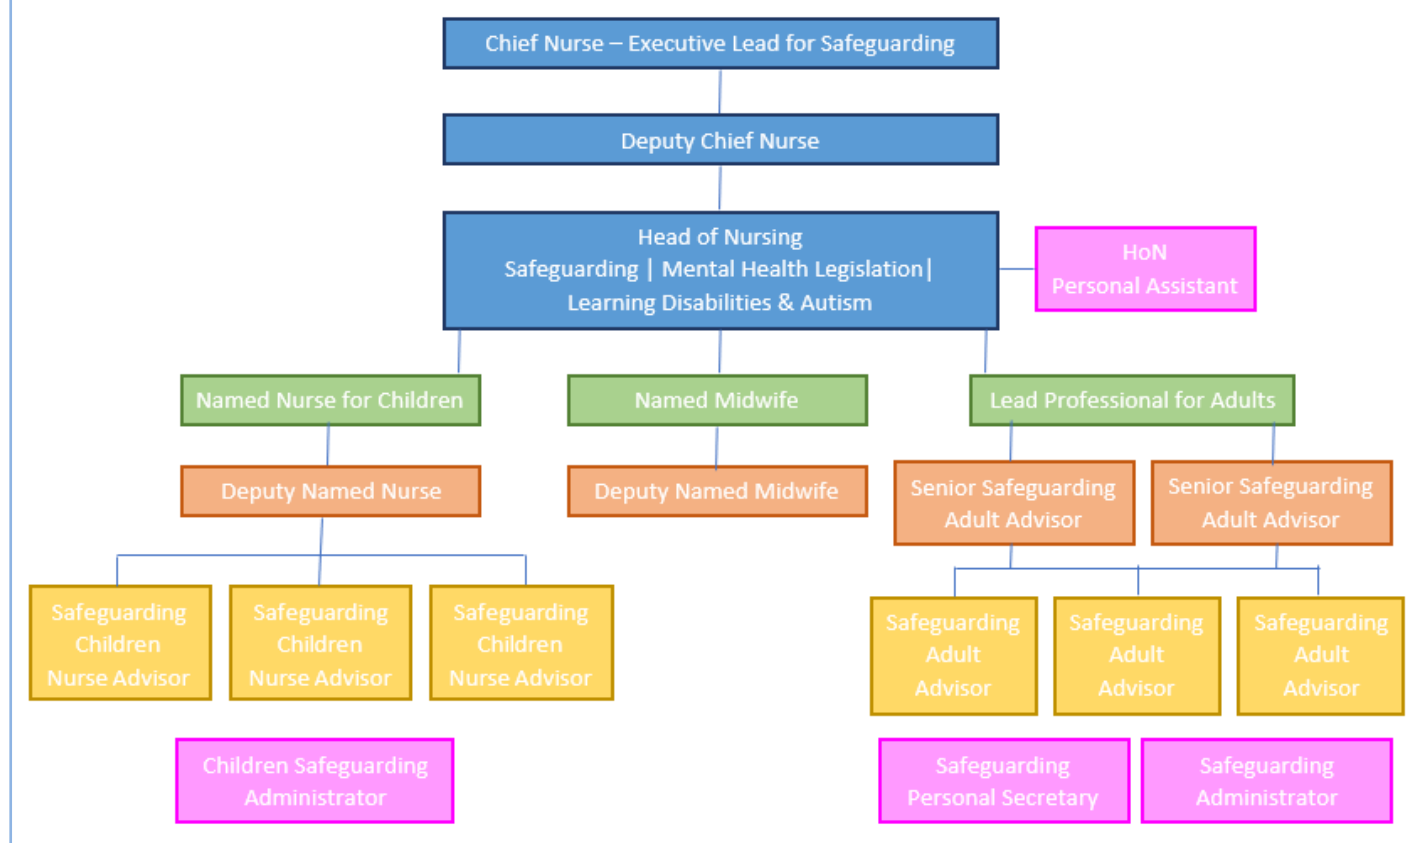 Chief Nurse – Executive Lead for Safeguarding
Deputy Chief Nurse
Head of Nursing
Safeguarding | Mental Health Legislation|
Learning Disabilities & Autism
HoN
Personal Assistant
Named Nurse for Children
Named Midwife
Lead Professional for Adults
Deputy Named Nurse
Deputy Named Midwife
Senior Safeguarding
Adult Advisor
Senior Safeguarding
Adult Advisor
Safeguarding
Children
Nurse Advisor
Safeguarding
Children
Nurse Advisor
Safeguarding
Children
Nurse Advisor
Safeguarding
Adult
Advisor
Safeguarding
Adult
Advisor
Safeguarding
Adult
Advisor
Children Safeguarding
Administrator
Safeguarding
Personal Secretary
Safeguarding
Administrator